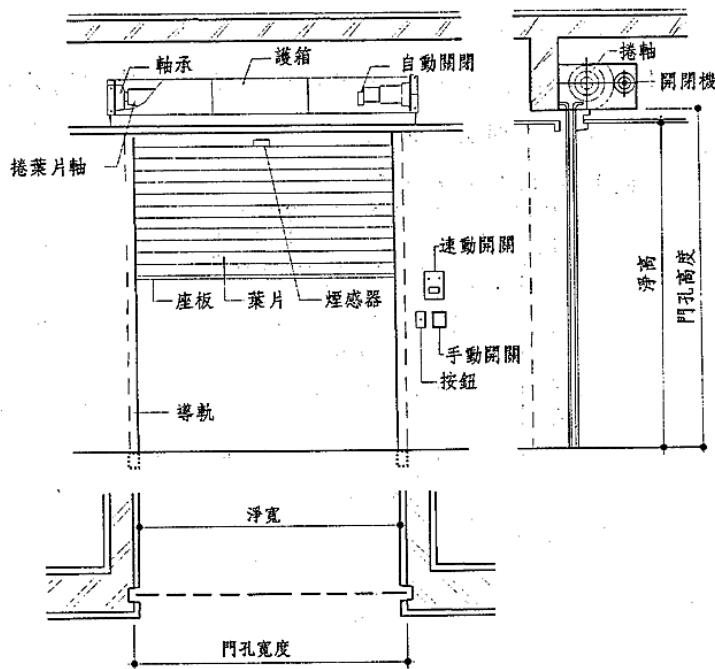 軸承
護箱
自動開閉
捲軸
開閉機
捲葉片軸
座板
葉片
煙感器
速動開關
手動開關
按鈕
導軌
淨高
門孔高度
淨寬
門孔寬度